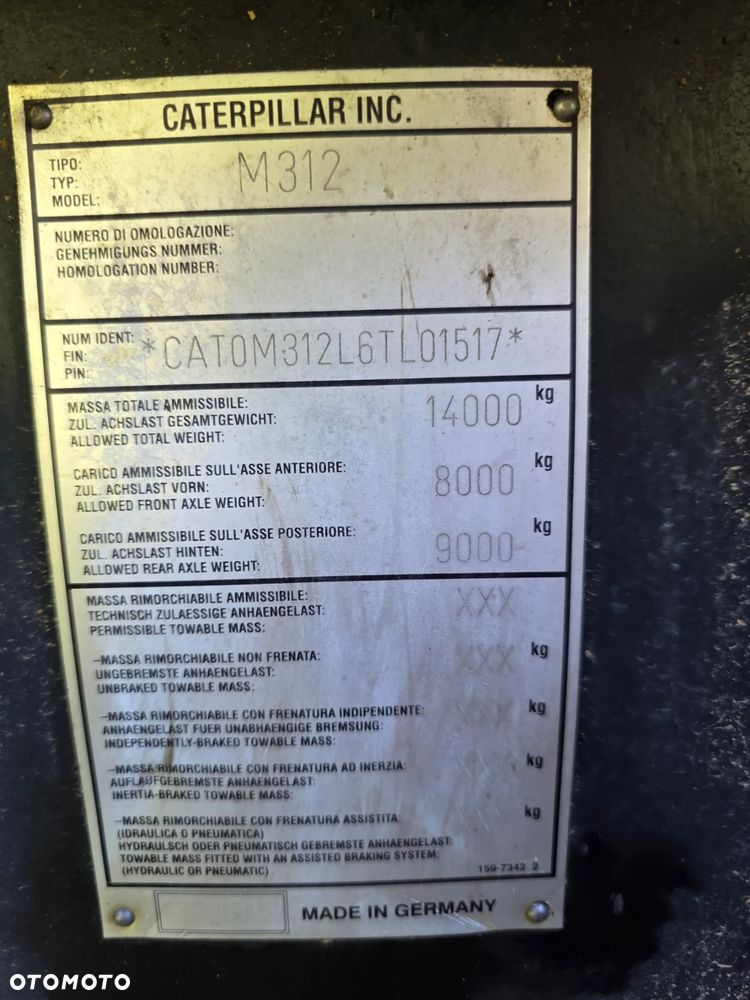 CATERPILLAR INC.
TIPO:
TYP:
MODEL:
M312
NUMERO DI OMOLOGAZIONE:
GENEHMIGUNGS NUMMER:
HOMOLOGATION NUMBER:
NUM IDENT:
FIN:
PIN:
*CAT0M312L6TL01517*
MASSA TOTALE AMMISSIBILE:
ZUL. ACHSLAST GESAMTGEWICHT:
ALLOWED TOTAL WEIGHT:
14000 kg
CARICO AMMISSIBILE SULL'ASSE ANTERIORE:
ZUL. ACHSLAST VORN:
ALLOWED FRONT AXLE WEIGHT:
8000 kg
CARICO AMMISSIBILE SULL'ASSE POSTERIORE:
ZUL. ACHSLAST HINTEN:
ALLOWED REAR AXLE WEIGHT:
9000 kg
MASSA RIMORCHIABILE AMMISSIBILE:
TECHNISCH ZULAESSIGE ANHAENGELAST:
PERMISSIBLE TOWABLE MASS:
XXX
–MASSA RIMORCHIABILE NON FRENATA:
UNGEBREMSTE ANHAENGELAST:
UNBRAKED TOWABLE MASS:
XXX kg
–MASSA RIMORCHIABILE CON FRENATURA INDIPENDENTE:
ANHAENGELAST FUER UNABHAENGIGE BREMSUNG:
INDEPENDENTLY-BRAKED TOWABLE MASS:
kg
–MASSA RIMORCHIABILE CON FRENATURA AD INERZIA:
AUFLAUFGEBREMSTE ANHAENGELAST:
INERTIA-BRAKED TOWABLE MASS:
kg
–MASSA RIMORCHIABILE CON FRENATURA ASSISTITA:
(IDRAULICA O PNEUMATICA)
HYDRAULSCH ODER PNEUMATISCH GEBREMSTE ANHAENGELAST:
TOWABLE MASS FITTED WITH AN ASSISTED BRAKING SYSTEM:
(HYDRAULIC OR PNEUMATIC)
kg
159-7342 2
MADE IN GERMANY
OTOMOTO